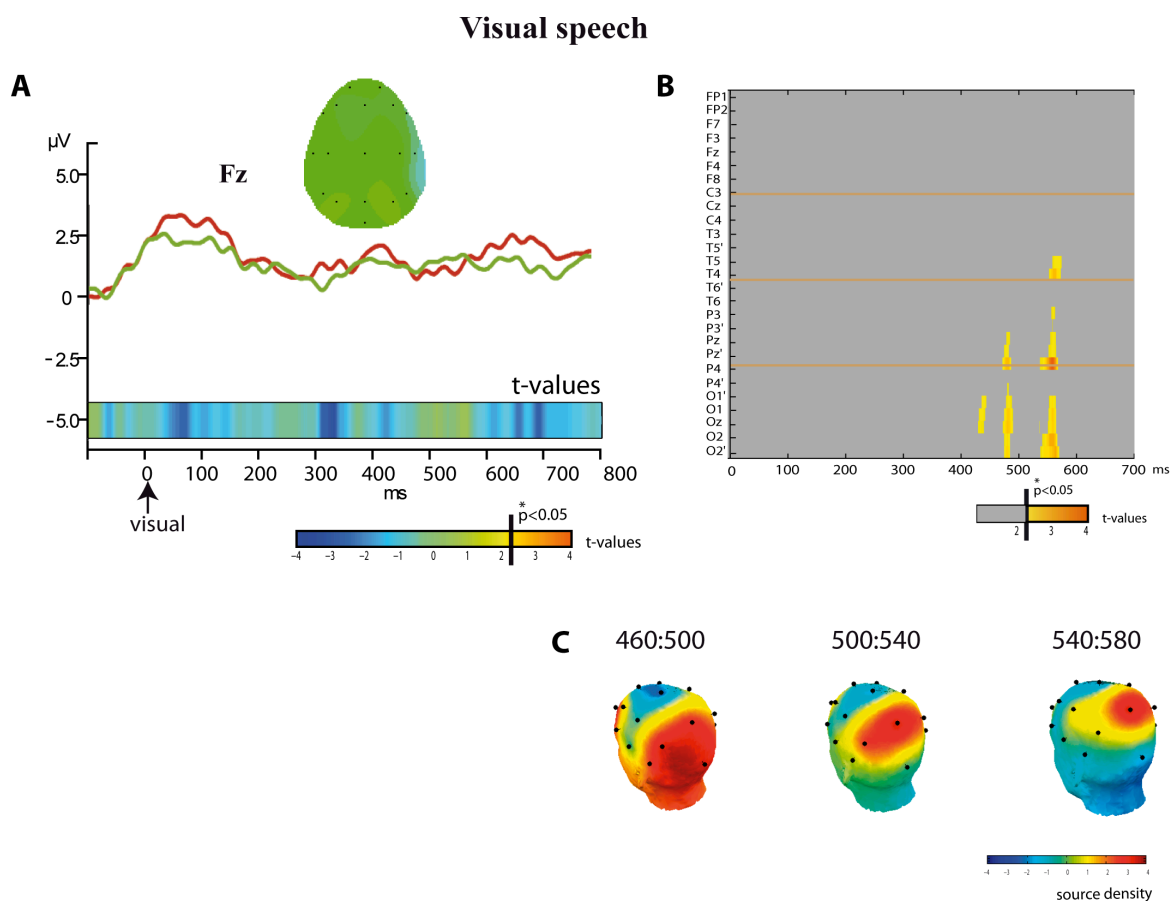 Visual speech
A
µV
5.0
2.5
0
-2.5
-5.0
Fz
t-values
0 100 200 300 400 500 600 700 800
ms
visual
*
p<0.05
-4 -3 -2 -1 0 1 2 3 4
t-values
B
FP1
FP2
F7
F3
Fz
F4
F8
C3
Cz
C4
T3
T5'
T5
T4
T6'
T6
P3
P3'
Pz
Pz'
P4
P4'
O1'
O1
Oz
O2
O2'
0 100 200 300 400 500 600 700 ms
*
p<0.05
2 3 4
t-values
C
460:500 500:540 540:580
-4 -3 -2 -1 0 1 2 3 4
source density